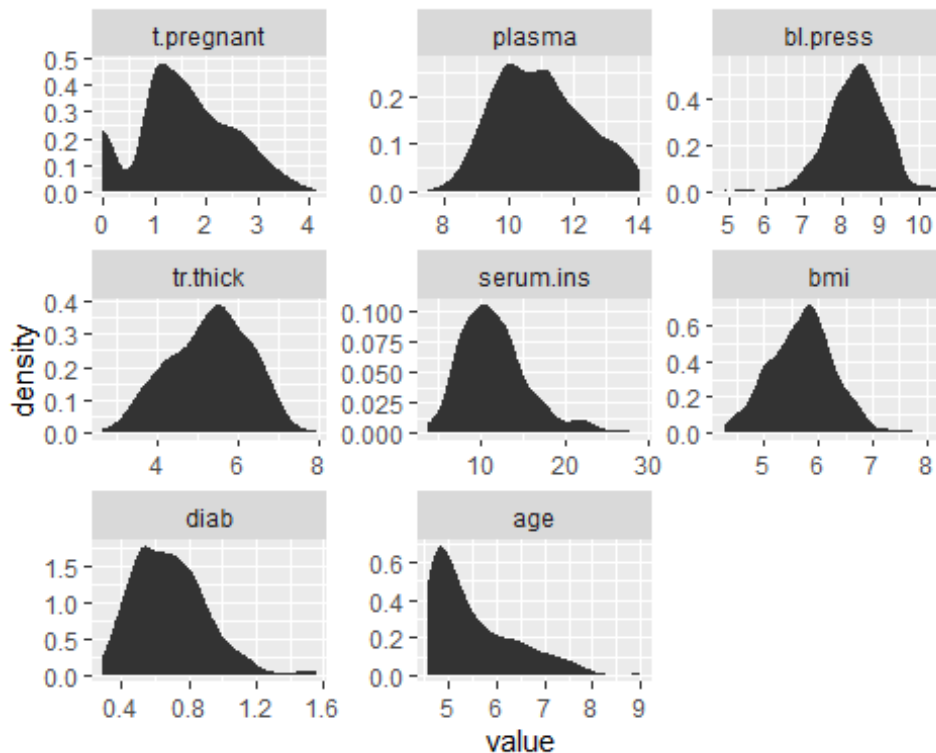 t.pregnant
plasma
bl.press
0.5
0.4
0.3
0.2
0.1
0.0
0 1 2 3 4
0.2
0.1
0.0
8 10 12 14
0.4
0.2
0.0
5 6 7 8 9 10
tr.thick
serum.ins
bmi
0.4
0.3
0.2
0.1
0.0
4 6 8
0.100
0.075
0.050
0.025
0.000
10 20 30
0.6
0.4
0.2
0.0
5 6 7 8
density
diab
age
1.5
1.0
0.5
0.0
0.4 0.8 1.2 1.6
0.6
0.4
0.2
0.0
5 6 7 8 9
value